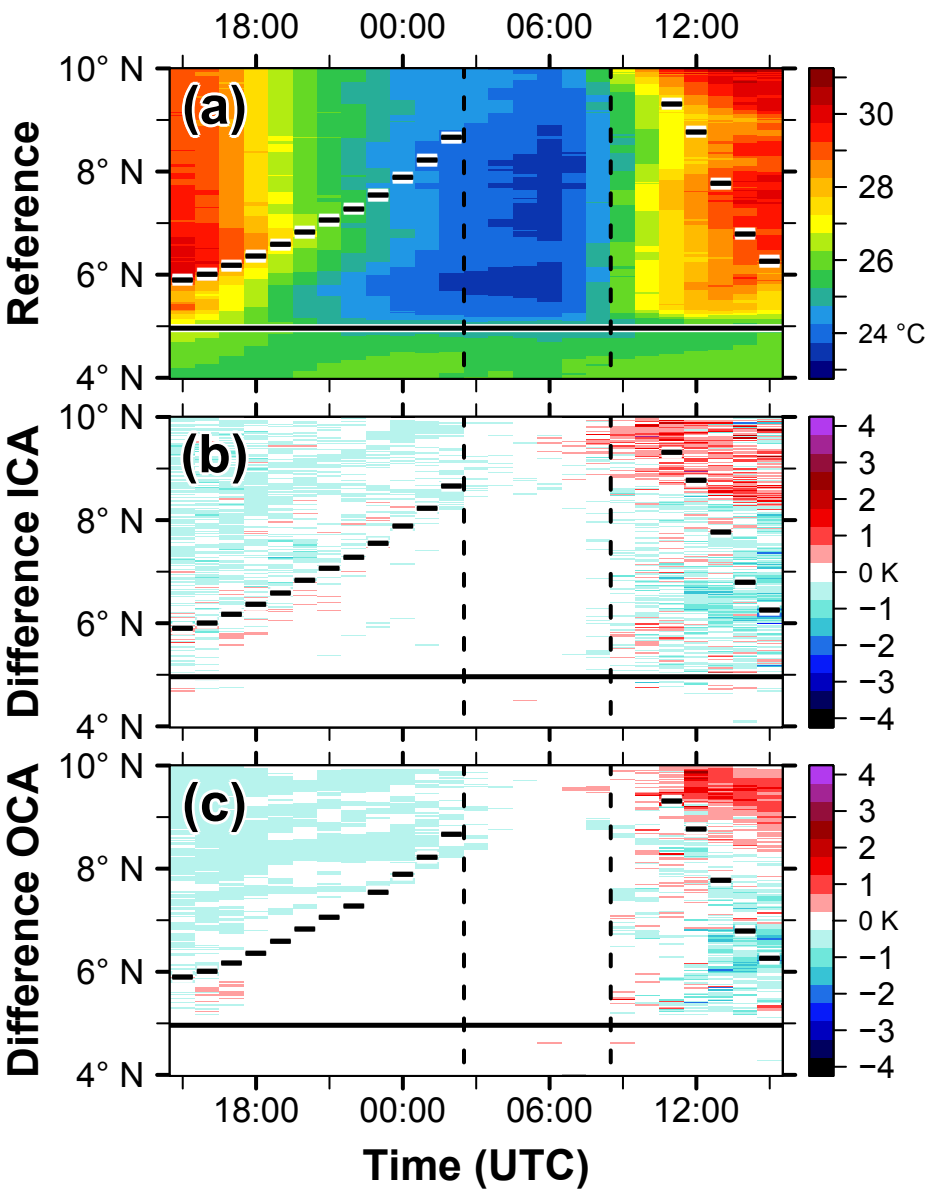 18:00 00:00 06:00 12:00
10° N
(a)
8° N
6° N
4° N
Reference
30
28
26
24 °C
10° N
(b)
8° N
6° N
4° N
Difference ICA
4
3
2
1
0 K
−1
−2
−3
−4
10° N
(c)
8° N
6° N
4° N
Difference OCA
4
3
2
1
0 K
−1
−2
−3
−4
18:00 00:00 06:00 12:00
Time (UTC)